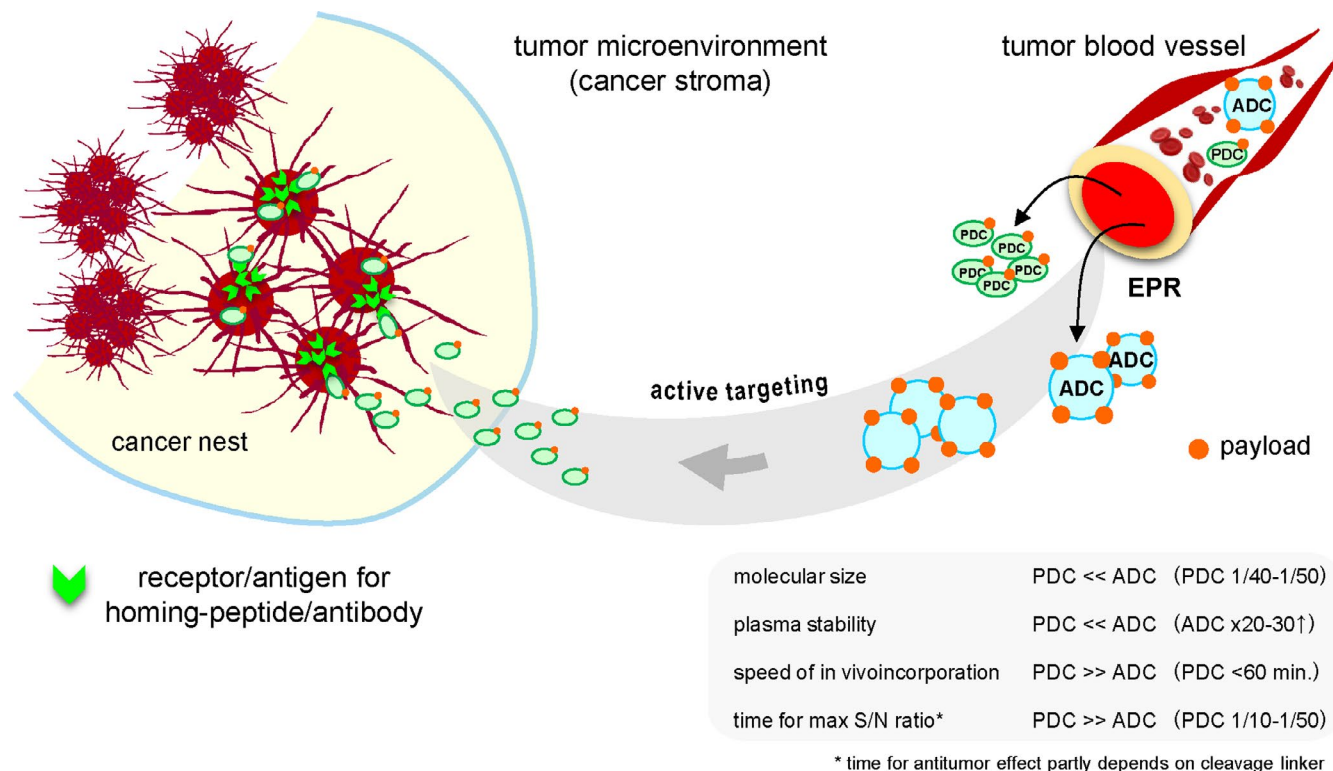 tumor microenvironment
(cancer stroma)
tumor blood vessel
ADC
PDC
PDC
PDC
PDC
PDC
PDC
EPR
ADC
ADC
active targeting
payload
cancer nest
receptor/antigen for
homing-peptide/antibody
molecular size PDC << ADC (PDC 1/40-1/50)
plasma stability PDC << ADC (ADC x20-30↑)
speed of in vivoincorporation PDC >> ADC (PDC <60 min.)
time for max S/N ratio* PDC >> ADC (PDC 1/10-1/50)
* time for antitumor effect partly depends on cleavage linker